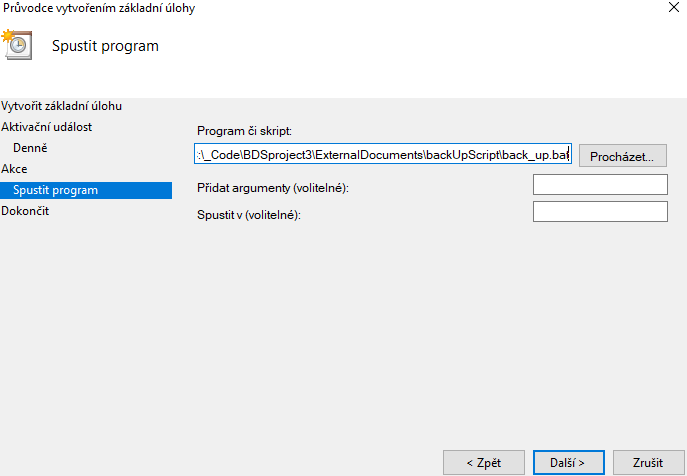 Průvodce vytvořením základní úlohy
Spustit program
Vytvořit základní úlohu
Aktivační událost
Denně
Akce
Spustit program
Dokončit
Program či skript:
:\_Code\BDSproject3\ExternalDocuments\backUpScript\back_up.bat
Procházet...
Přidat argumenty (volitelné):
Spustit v (volitelné):
< Zpět
Další >
Zrušit